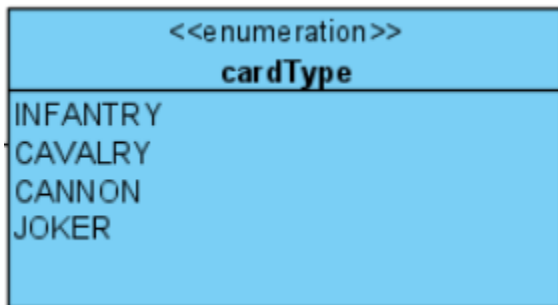 <<enumeration>>
cardType
INFANTRY
CAVALRY
CANNON
JOKER